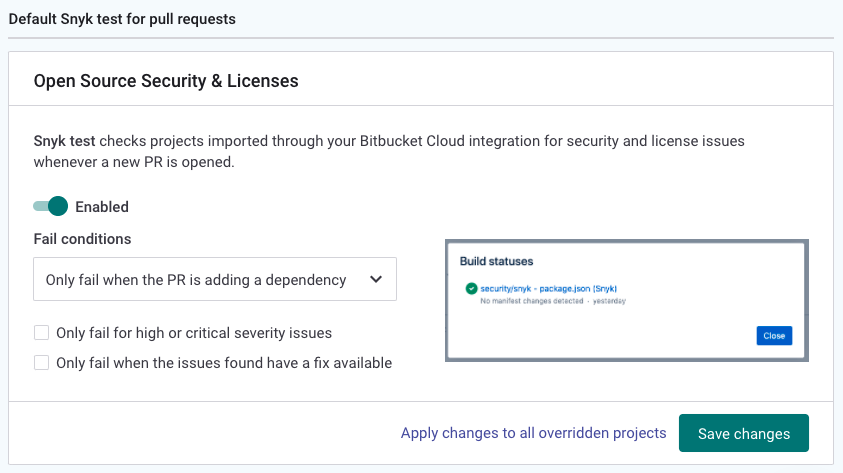 Default Snyk test for pull requests
Open Source Security & Licenses
Snyk test checks projects imported through your Bitbucket Cloud integration for security and license issues
whenever a new PR is opened.
Enabled
Fail conditions
Only fail when the PR is adding a dependency
Only fail for high or critical severity issues
Only fail when the issues found have a fix available
Build statuses
security/snyk - package.json (Snyk)
No manifest changes detected - yesterday
Close
Apply changes to all overridden projects
Save changes